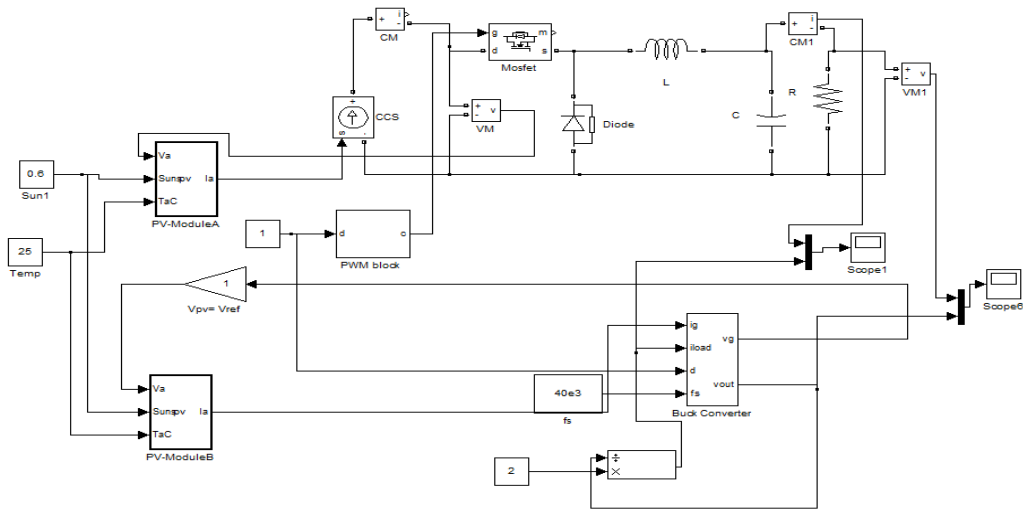 i
+
-
CM
g
m
d
s
Mosfet
+
-
i
CM1
+
-
v
VM1
L
R
C
+
s
-
CCS
+
-
v
VM
Diode
Va
Sunspv
Ia
TaC
PV-ModuleA
0.6
Sun1
25
Temp
1
d
c
PWM block
Scope1
1
Vpv= Vref
Scope6
ig
vg
iload
d
vout
fs
Buck Converter
40e3
fs
Va
Sunspv
Ia
TaC
PV-ModuleB
2
÷
×